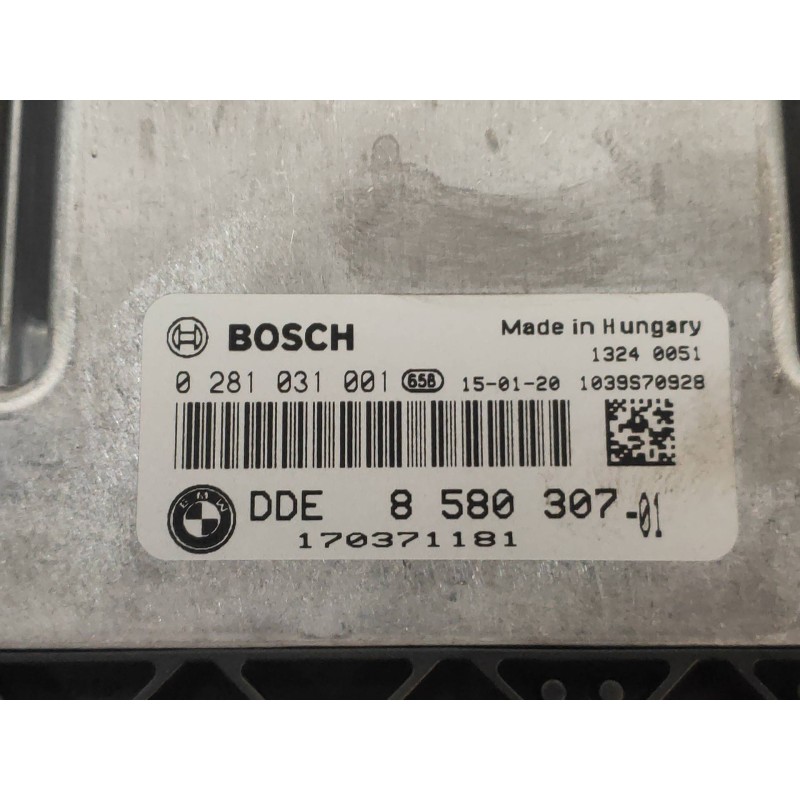 BOSCH Made in Hungary
1324 0051
0 281 031 001 658 15-01-20 1039S70928
BMW DDE 8 580 307-01
170371181